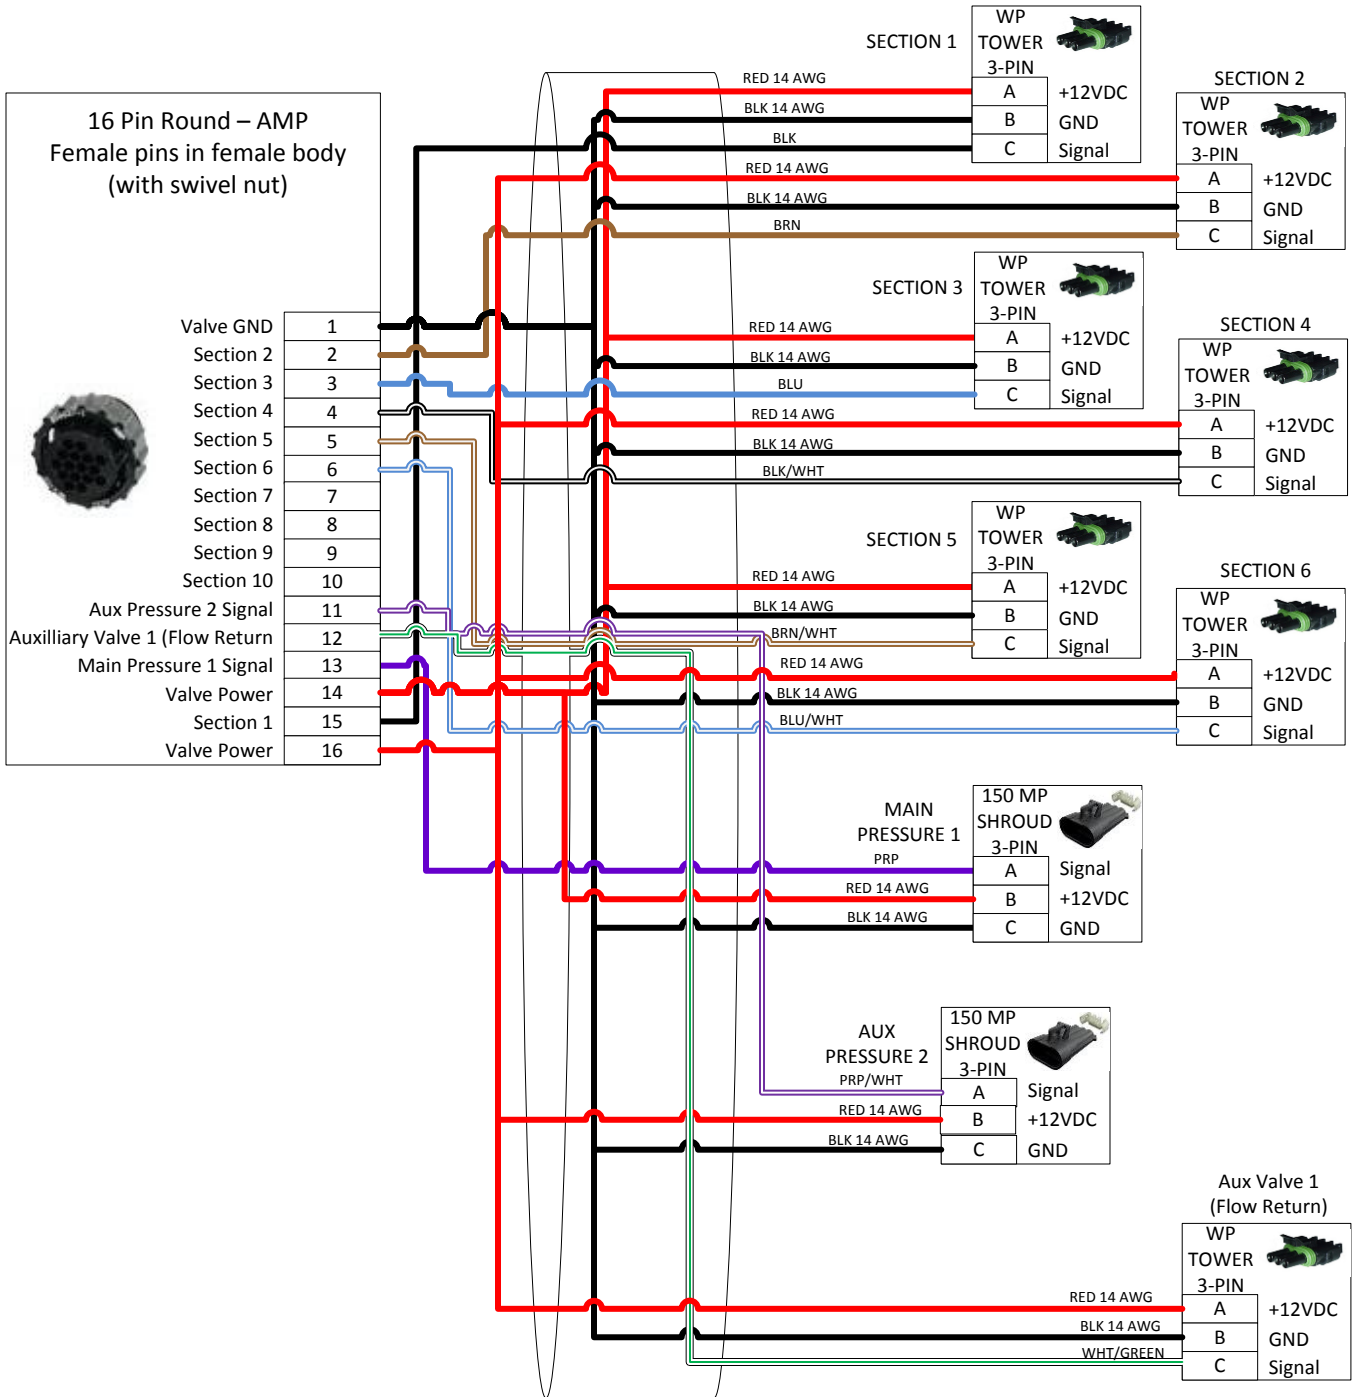 16 Pin Round – AMP
Female pins in female body
(with swivel nut)
Valve GND 1
Section 2 2
Section 3 3
Section 4 4
Section 5 5
Section 6 6
Section 7 7
Section 8 8
Section 9 9
Section 10 10
Aux Pressure 2 Signal 11
Auxilliary Valve 1 (Flow Return 12
Main Pressure 1 Signal 13
Valve Power 14
Section 1 15
Valve Power 16
SECTION 1
WP
TOWER
3-PIN
RED 14 AWG A +12VDC
BLK 14 AWG B GND
BLK C Signal
SECTION 2
WP
TOWER
3-PIN
RED 14 AWG A +12VDC
BLK 14 AWG B GND
BRN C Signal
SECTION 3
WP
TOWER
3-PIN
RED 14 AWG A +12VDC
BLK 14 AWG B GND
BLU C Signal
SECTION 4
WP
TOWER
3-PIN
RED 14 AWG A +12VDC
BLK 14 AWG B GND
BLK/WHT C Signal
SECTION 5
WP
TOWER
3-PIN
RED 14 AWG A +12VDC
BLK 14 AWG B GND
BRN/WHT C Signal
SECTION 6
WP
TOWER
3-PIN
RED 14 AWG A +12VDC
BLK 14 AWG B GND
BLU/WHT C Signal
MAIN
PRESSURE 1
150 MP
SHROUD
3-PIN
PRP A Signal
RED 14 AWG B +12VDC
BLK 14 AWG C GND
AUX
PRESSURE 2
150 MP
SHROUD
3-PIN
PRP/WHT A Signal
RED 14 AWG B +12VDC
BLK 14 AWG C GND
Aux Valve 1
(Flow Return)
WP
TOWER
3-PIN
RED 14 AWG A +12VDC
BLK 14 AWG B GND
WHT/GREEN C Signal